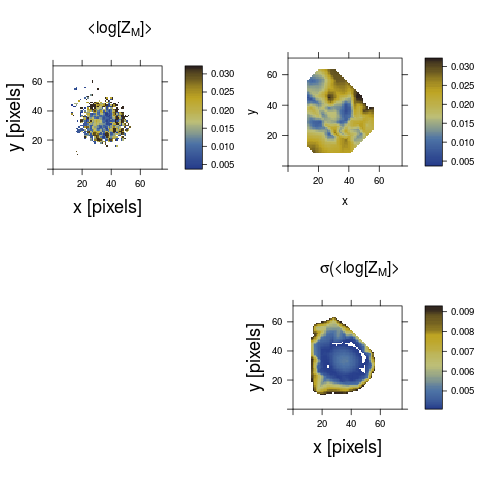 <log[Z_M]>
60
40
20
20 40 60
x [pixels]
y [pixels]
0.030
0.025
0.020
0.015
0.010
0.005
60
40
20
20 40 60
x
y
0.030
0.025
0.020
0.015
0.010
0.005
σ(<log[Z_M]>
60
40
20
20 40 60
x [pixels]
y [pixels]
0.009
0.008
0.007
0.006
0.005